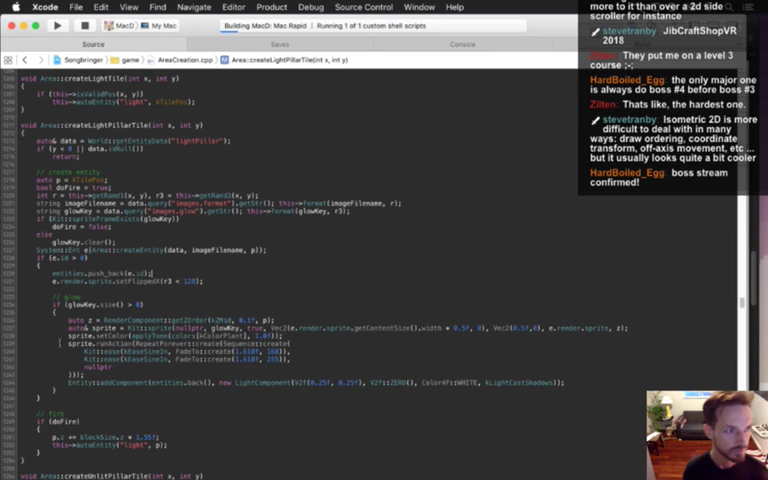 Xcode File Edit View Find Navigate Editor Product Debug Source Control Window Help
MacD My Mac
Building MacD: Mac Rapid Running 1 of 1 custom shell scripts
Source Saves Console
Songbringer game AreaCreation.cpp Area::createLightPillarTile(int x, int y)
void Area::createLightTile(int x, int y)
{
if (this->isValidPos(x, y))
this->autoEntity("light", kTilePos);
}
void Area::createLightPillarTile(int x, int y)
{
auto& data = World::getEntityData("lightPillar");
if (y < 0 || data.isNull())
return;
// create entity
auto p = kTilePos;
bool doFire = true;
int r = this->getRand1(x, y), r3 = this->getRand3(x, y);
string imageFilename = data.query("images.format").getStr(); this->format(imageFilename, r);
string glowKey = data.query("images.glow").getStr(); this->format(glowKey, r3);
if (Kit::spriteFrameExists(glowKey))
doFire = false;
else
glowKey.clear();
System::Ent e(Area::createEntity(data, imageFilename, p));
if (e.id > 0)
{
entities.push_back(e.id);
e.render.sprite.setFlippedX(r3 < 128);
// glow
if (glowKey.size() > 0)
{
auto z = RenderComponent::getZOrder(kZMid, 0.1f, p);
auto& sprite = Kit::sprite(nullptr, glowKey, true, Vec2(e.render.sprite.getContentSize().width * 0.5f, 0), Vec2(0.5f,0), e.render.sprite, z);
sprite.setColor(applyTone(colors[kColorPlant], 1.0f));
sprite.runAction(RepeatForever::create(Sequence::create(
Kit::ease(kEaseSineIn, FadeTo::create(1.618f, 168)),
Kit::ease(kEaseSineIn, FadeTo::create(1.618f, 255)),
nullptr
)));
Entity::addComponent(entities.back(), new LightComponent(V2f(0.25f, 0.25f), V2f::ZERO(), Color4F::WHITE, kLightCastShadows));
}
}
// fire
if (doFire)
{
p.z += blockSize.z + 1.55f;
this->autoEntity("light", p);
}
}
void Area::createUnlitPillarTile(int x, int y)
more to it than over a 2d side
scroller for instance
stevetranby JibCraftShopVR
2018
They put me on a level 3
course ;-;
HardBoiled_Egg: the only major one
is always do boss #4 before boss #3
Zilten: Thats like, the hardest one.
stevetranby Isometric 2D is more
difficult to deal with in many
ways: draw ordering, coordinate
transform, off-axis movement, etc ...
but it usually looks quite a bit cooler
HardBoiled_Egg: boss stream
confirmed!